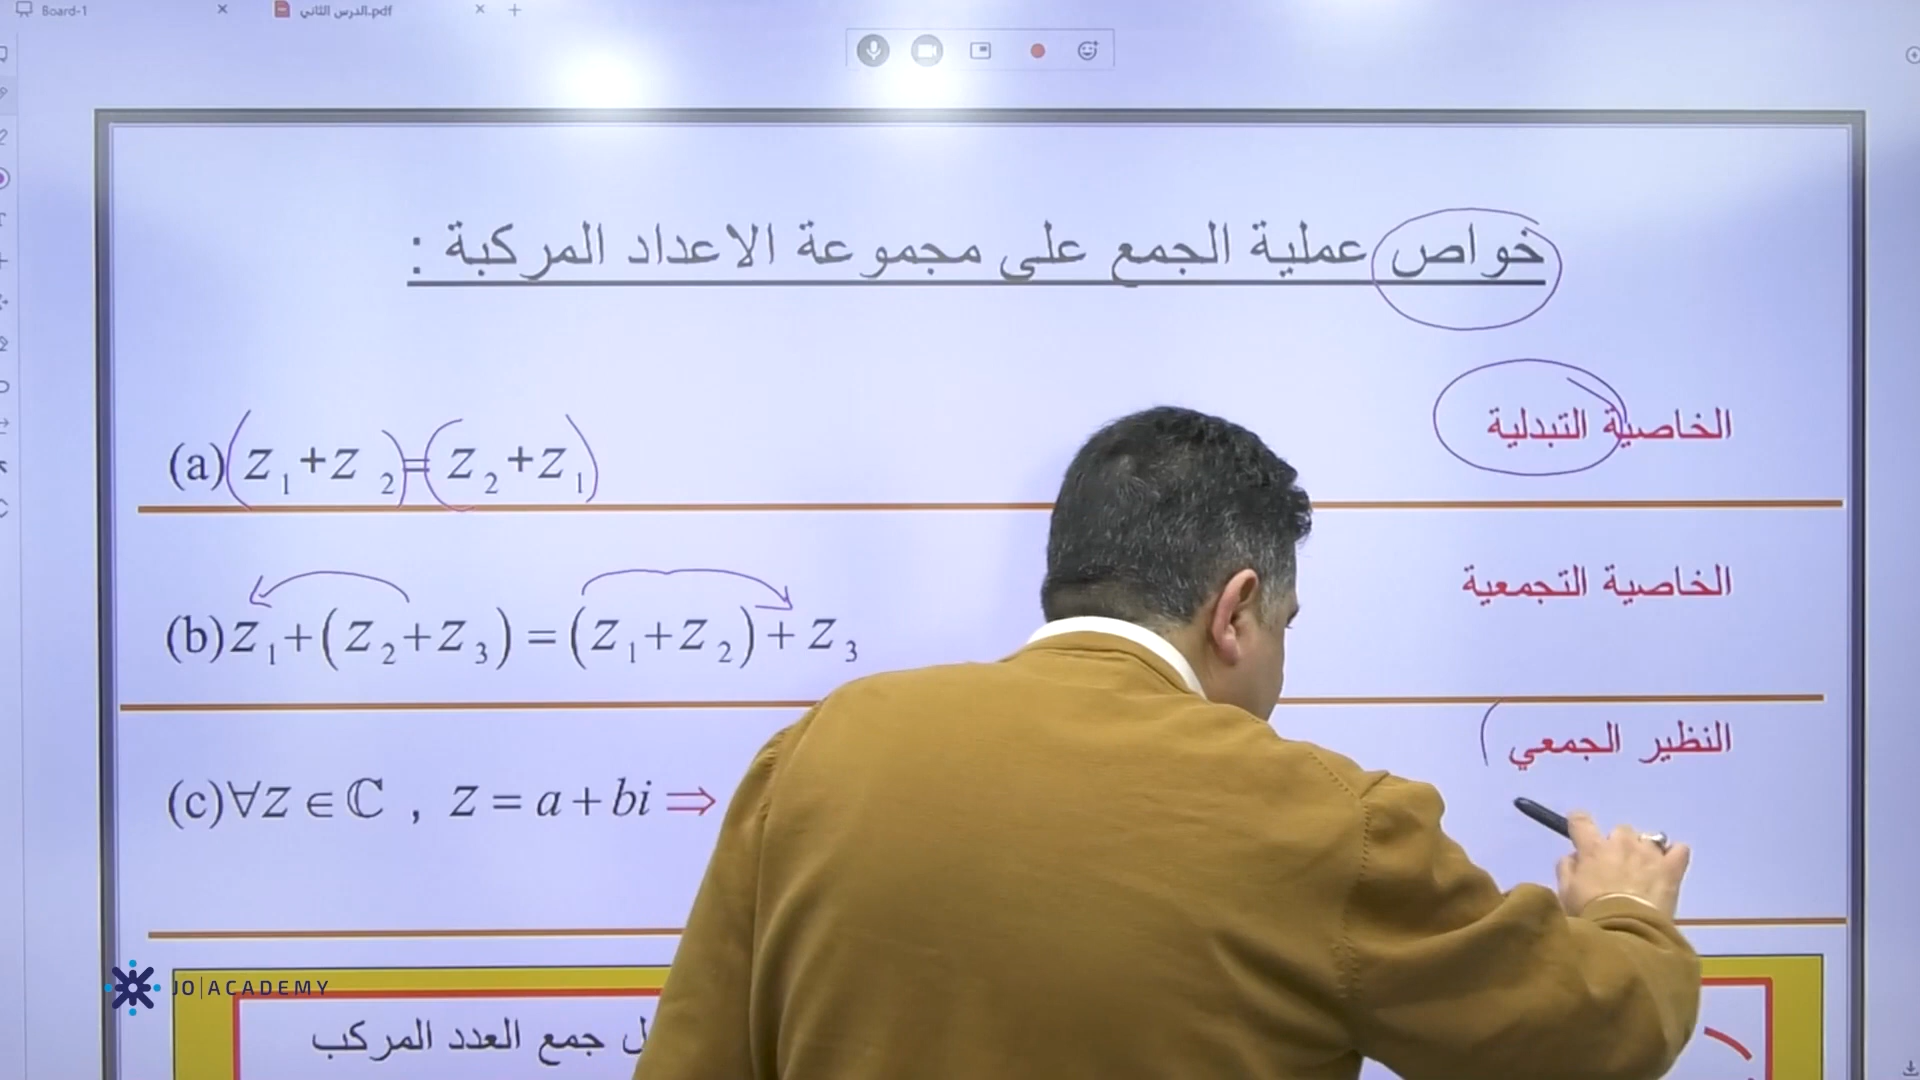 Board-1
الدرس الثاني.pdf
خواص عملية الجمع على مجموعة الاعداد المركبة :
الخاصية التبدلية
(a) z₁+z₂=z₂+z₁
الخاصية التجمعية
(b) z₁+(z₂+z₃)=(z₁+z₂)+z₃
النظير الجمعي
(c) ∀z∈ℂ , z=a+bi⇒
JO|ACADEMY
جمع العدد المركب